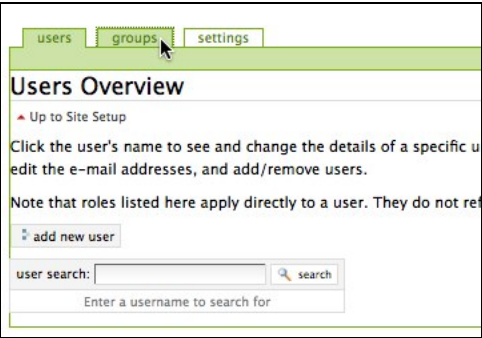 users groups settings
Users Overview
Up to Site Setup
Click the user's name to see and change the details of a specific
edit the e-mail addresses, and add/remove users.
Note that roles listed here apply directly to a user. They do not
add new user
user search: search
Enter a username to search for